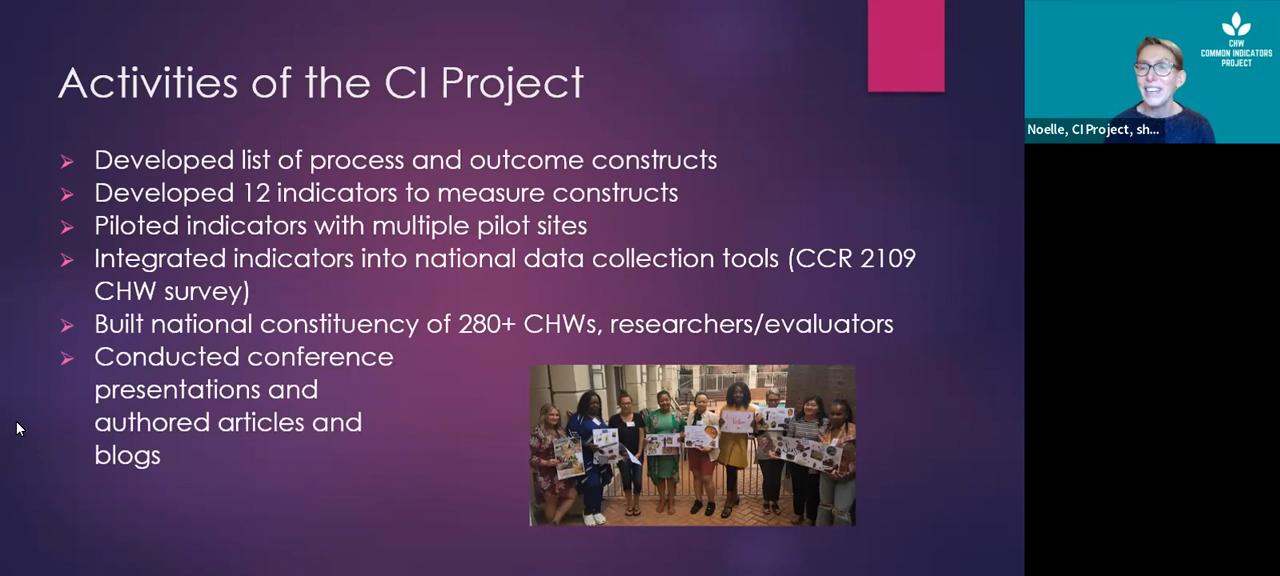 Activities of the CI Project
Developed list of process and outcome constructs
Developed 12 indicators to measure constructs
Piloted indicators with multiple pilot sites
Integrated indicators into national data collection tools (CCR 2109
CHW survey)
Built national constituency of 280+ CHWs, researchers/evaluators
Conducted conference
presentations and
authored articles and
blogs
CHW
COMMON INDICATORS
PROJECT
Noelle, CI Project, sh...